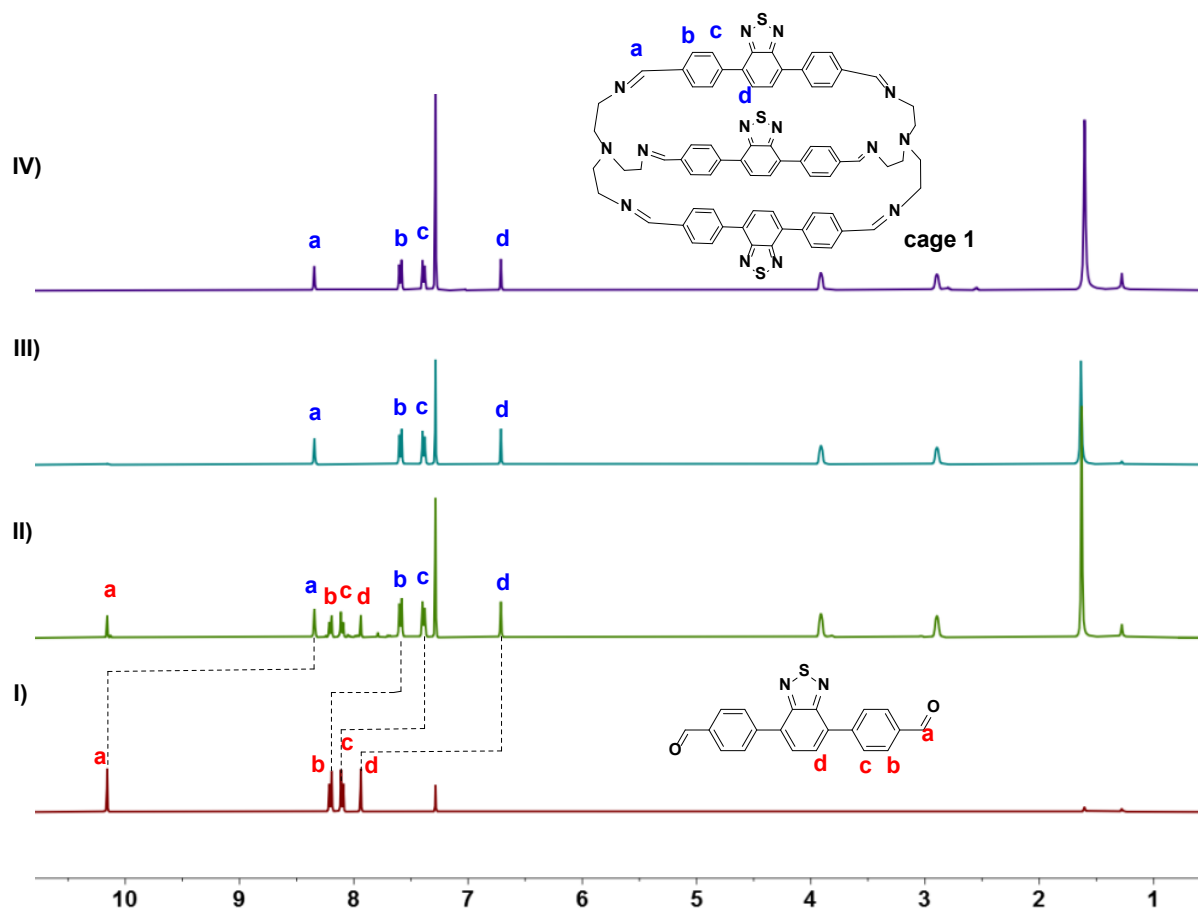 S
N N
a b c
N N
d
S
N N
N N
N N N N
N N
N N
S
cage 1
IV)
a b c d
III)
a b c d
II)
a a b c d b c d
S
N N
O O
a
d c b
I)
a b c d
10 9 8 7 6 5 4 3 2 1